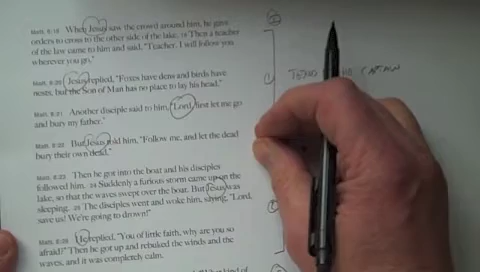 Matt. 8:18 When Jesus saw the crowd around him, he gave
orders to cross to the other side of the lake. 19 Then a teacher
of the law came to him and said, "Teacher, I will follow you
wherever you go."
Matt. 8:20 Jesus replied, "Foxes have dens and birds have
nests, but the Son of Man has no place to lay his head."
Matt. 8:21 Another disciple said to him, "Lord, first let me go
and bury my father."
Matt. 8:22 But Jesus told him, "Follow me, and let the dead
bury their own dead."
Matt. 8:23 Then he got into the boat and his disciples
followed him. 24 Suddenly a furious storm came up on the
lake, so that the waves swept over the boat. But Jesus was
sleeping. 25 The disciples went and woke him, saying, "Lord,
save us! We're going to drown!"
Matt. 8:26 He replied, "You of little faith, why are you so
afraid?" Then he got up and rebuked the winds and the
waves, and it was completely calm.